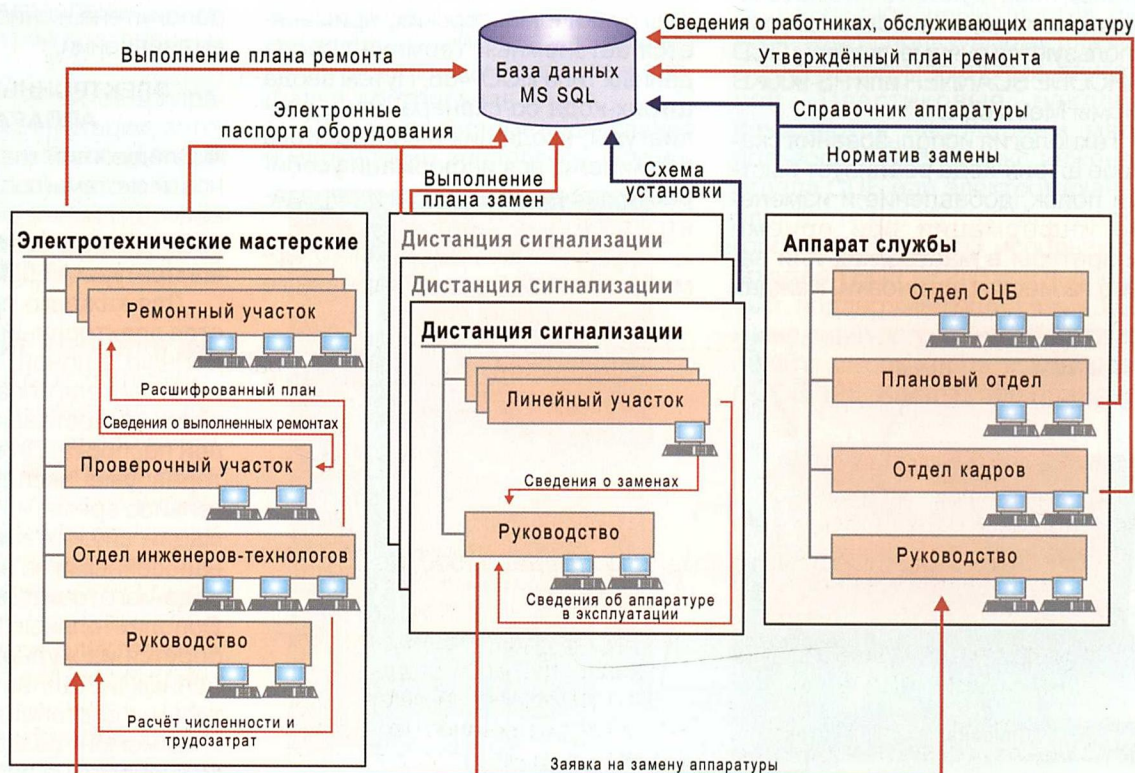 Сведения о работниках, обслуживающих аппаратуру
Выполнение плана ремонта
База данных
MS SQL
Утверждённый план ремонта
Электронные
паспорта оборудования
Справочник аппаратуры
Норматив замены
Выполнение
плана замен
Схема
установки
Электротехнические мастерские
Ремонтный участок
Расшифрованный план
Сведения о выполненных ремонтах
Проверочный участок
Отдел инженеров-технологов
Руководство
Расчёт численности и
трудозатрат
Дистанция сигнализации
Дистанция сигнализации
Дистанция сигнализации
Линейный участок
Сведения о заменах
Руководство
Сведения об аппаратуре
в эксплуатации
Аппарат службы
Отдел СЦБ
Плановый отдел
Отдел кадров
Руководство
Заявка на замену аппаратуры